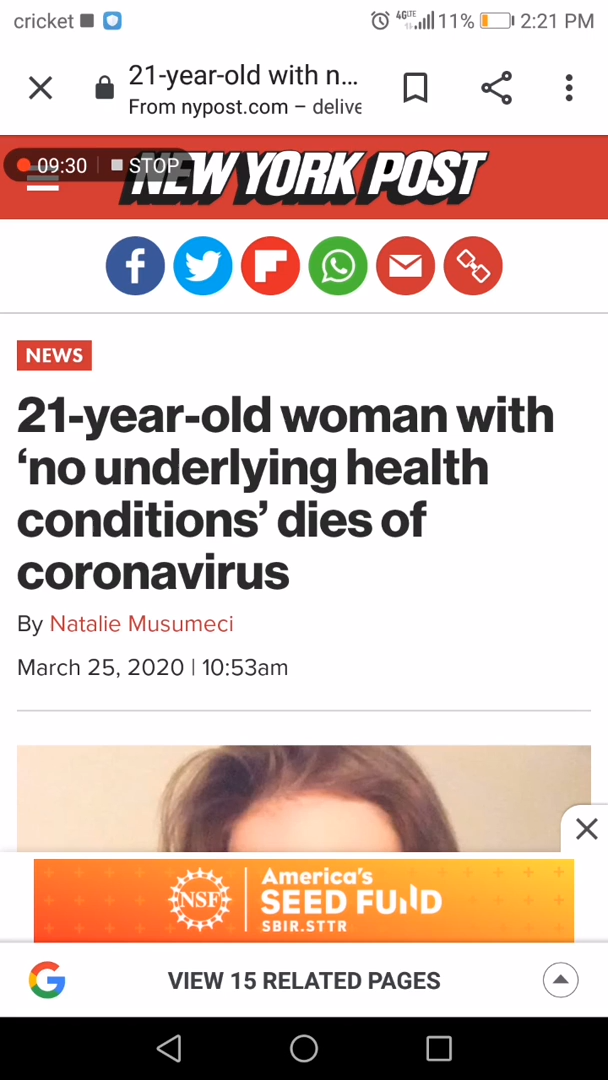 cricket 4G LTE 11% 2:21 PM
21-year-old with n...
From nypost.com – delive
09:30 STOP
NEW YORK POST
NEWS
21-year-old woman with
‘no underlying health
conditions’ dies of
coronavirus
By Natalie Musumeci
March 25, 2020 | 10:53am
NSF
America's
SEED FUND
SBIR.STTR
VIEW 15 RELATED PAGES